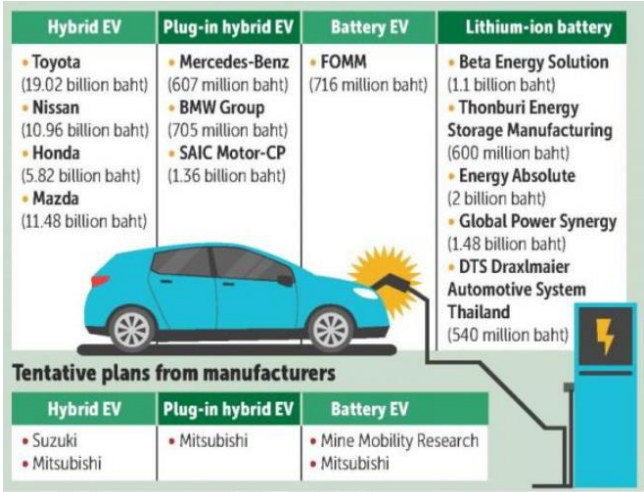 Hybrid EV
• Toyota
(19.02 billion baht)
• Nissan
(10.96 billion baht)
• Honda
(5.82 billion baht)
• Mazda
(11.48 billion baht)
Plug-in hybrid EV
• Mercedes-Benz
(607 million baht)
• BMW Group
(705 million baht)
• SAIC Motor-CP
(1.36 billion baht)
Battery EV
• FOMM
(716 million baht)
Lithium-ion battery
• Beta Energy Solution
(1.1 billion baht)
• Thonburi Energy
Storage Manufacturing
(600 million baht)
• Energy Absolute
(2 billion baht)
• Global Power Synergy
(1.48 billion baht)
• DTS Draxlmaier
Automotive System
Thailand
(540 million baht)
Tentative plans from manufacturers
Hybrid EV
• Suzuki
• Mitsubishi
Plug-in hybrid EV
• Mitsubishi
Battery EV
• Mine Mobility Research
• Mitsubishi